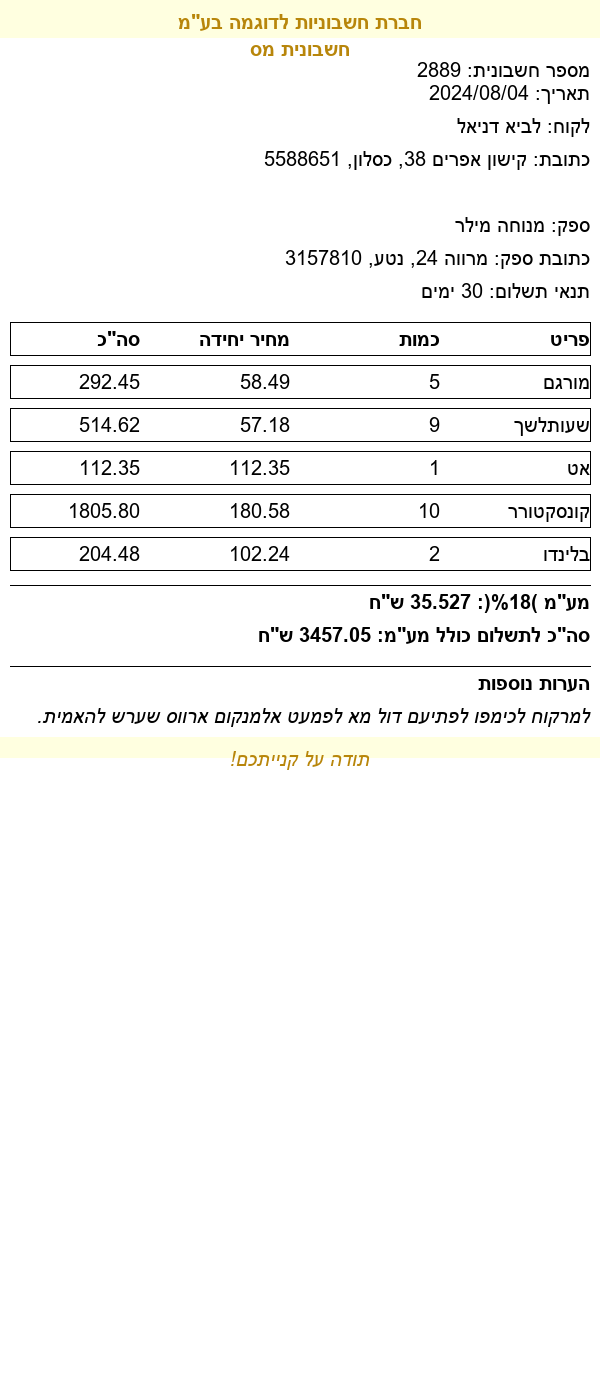 חברת חשבוניות לדוגמה בע"מ
חשבונית מס
מספר חשבונית: 2889
תאריך: 2024/08/04
לקוח: לביא דניאל
כתובת: קישון אפרים 38, כסלון, 5588651
ספק: מנוחה מילר
כתובת ספק: מרווה 24, נטע, 3157810
תנאי תשלום: 30 ימים
פריט כמות מחיר יחידה סה"כ
מורגם 5 58.49 292.45
שעותלשך 9 57.18 514.62
אט 1 112.35 112.35
קונסקטורר 10 180.58 1805.80
בלינדו 2 102.24 204.48
מע"מ )18%(: 35.527 ש"ח
סה"כ לתשלום כולל מע"מ: 3457.05 ש"ח
הערות נוספות
למרקוח לכימפו לפתיעם דול מא לפמעט אלמנקום ארווס שערש להאמית.
תודה על קנייתכם!